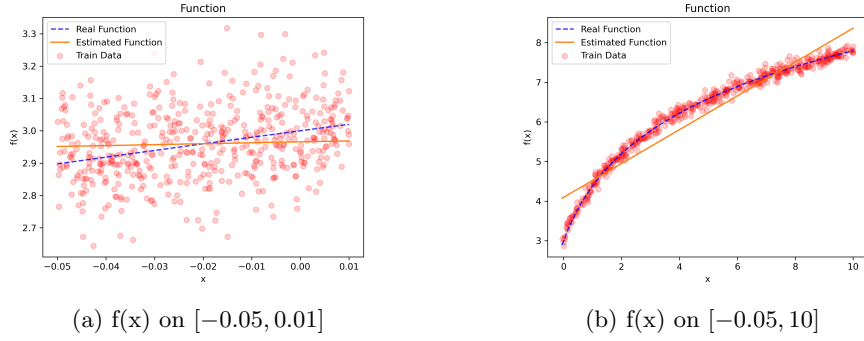 Function
Real Function
Estimated Function
Train Data
3.3
3.2
3.1
3.0
2.9
2.8
2.7
f(x)
−0.05 −0.04 −0.03 −0.02 −0.01 0.00 0.01
x
(a) f(x) on [−0.05, 0.01]
Function
Real Function
Estimated Function
Train Data
8
7
6
5
4
3
f(x)
0 2 4 6 8 10
x
(b) f(x) on [−0.05, 10]